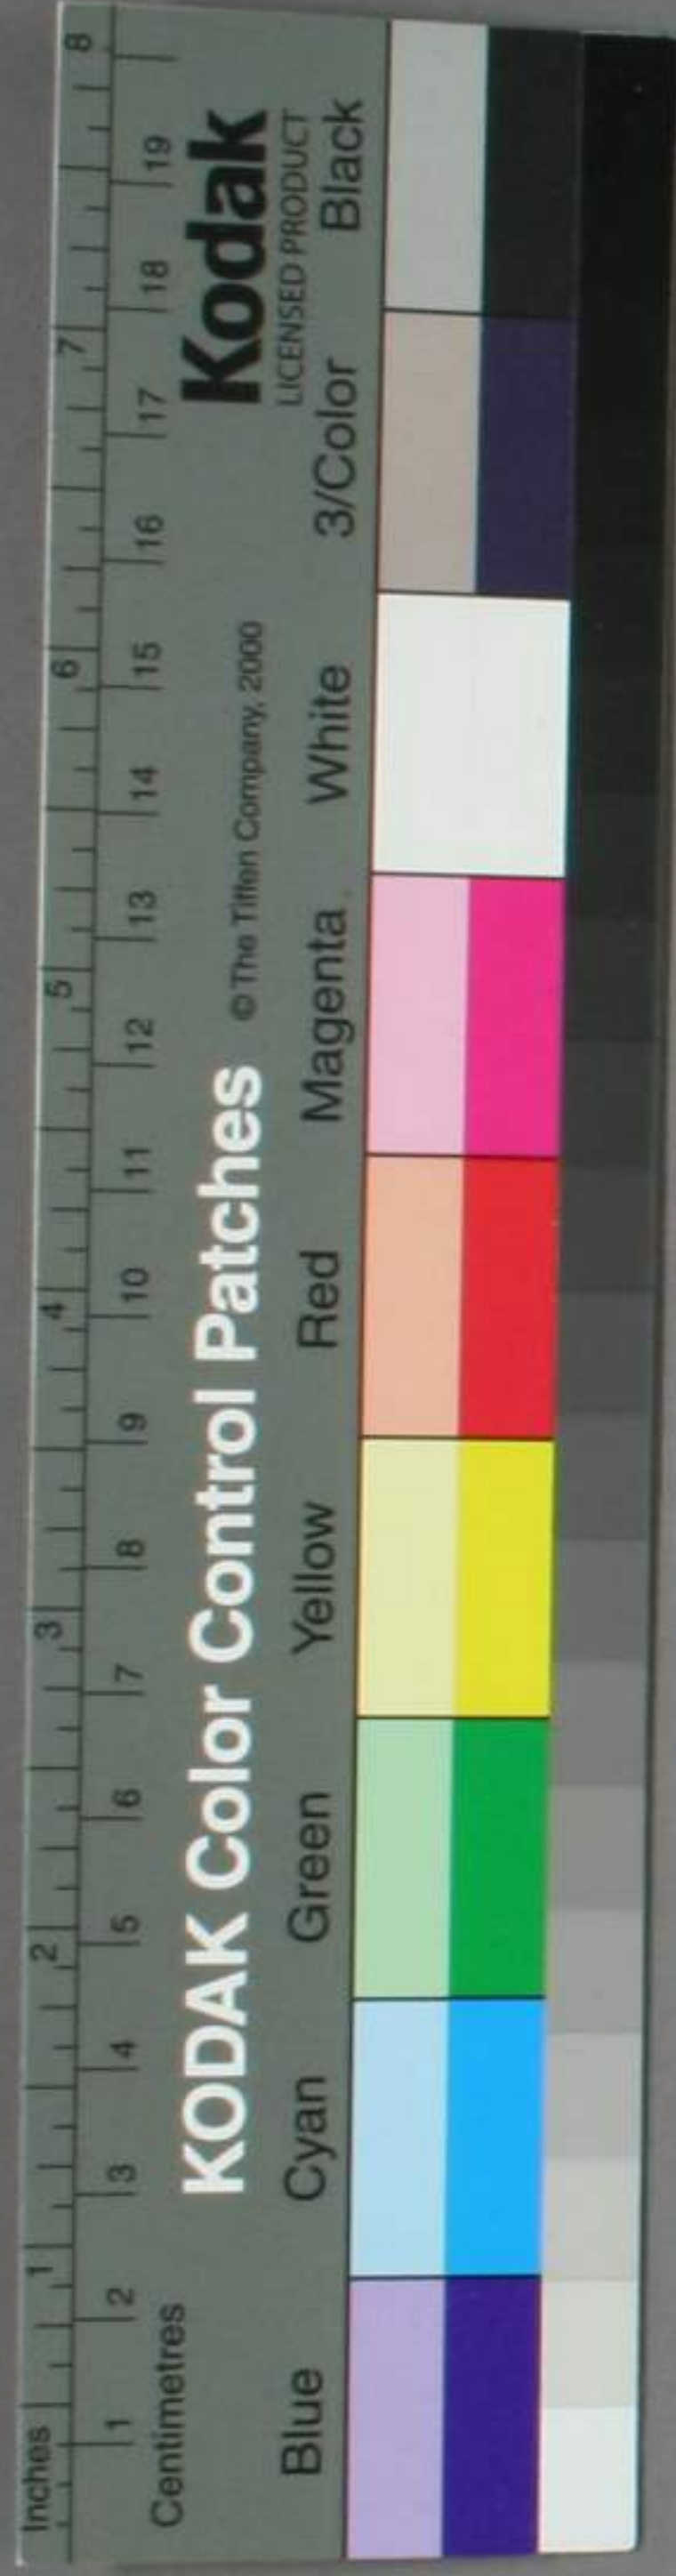 Inches 1 2 3 4 5 6 7 8
Centimetres 1 2 3 4 5 6 7 8 9 10 11 12 13 14 15 16 17 18 19
KODAK Color Control Patches
© The Tiffen Company, 2000
Kodak
LICENSED PRODUCT
Blue Cyan Green Yellow Red Magenta White 3/Color Black